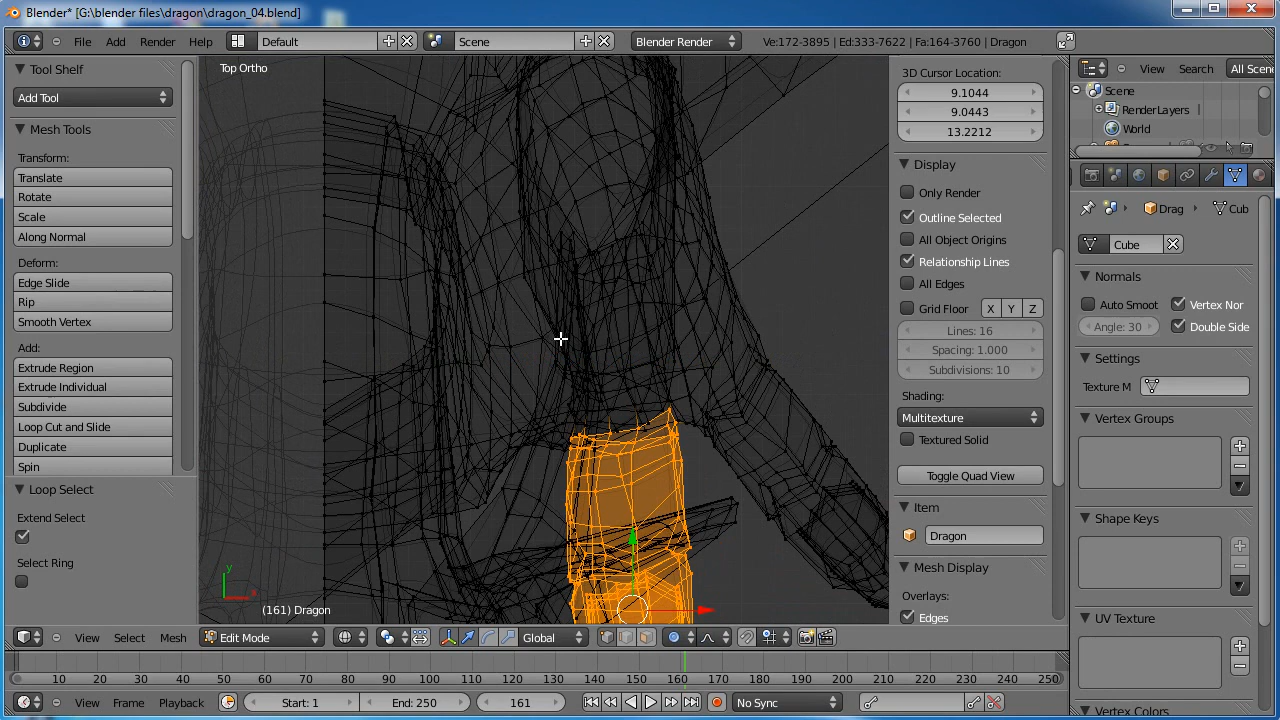 Blender* [G:\blender files\dragon\dragon_04.blend]
File Add Render Help Default Scene Blender Render Ve:172-3895 | Ed:333-7622 | Fa:164-3760 | Dragon
Tool Shelf
Add Tool
Mesh Tools
Transform:
Translate
Rotate
Scale
Along Normal
Deform:
Edge Slide
Rip
Smooth Vertex
Add:
Extrude Region
Extrude Individual
Subdivide
Loop Cut and Slide
Duplicate
Spin
Loop Select
Extend Select
Select Ring
Top Ortho
y
x
(161) Dragon
3D Cursor Location:
9.1044
9.0443
13.2212
Display
Only Render
Outline Selected
All Object Origins
Relationship Lines
All Edges
Grid Floor X Y Z
Lines: 16
Spacing: 1.000
Subdivisions: 10
Shading:
Multitexture
Textured Solid
Toggle Quad View
Item
Dragon
Mesh Display
Overlays:
Edges
View Search All Scene
Scene
RenderLayers
World
Drag Cub
Cube
Normals
Auto Smoot Vertex Nor
Angle: 30 Double Side
Settings
Texture M
Vertex Groups
Shape Keys
UV Texture
Vertex Colors
View Select Mesh Edit Mode Global
10 20 30 40 50 60 70 80 90 100 110 120 130 140 150 160 170 180 190 200 210 220 230 240 250
View Frame Playback Start: 1 End: 250 161 No Sync